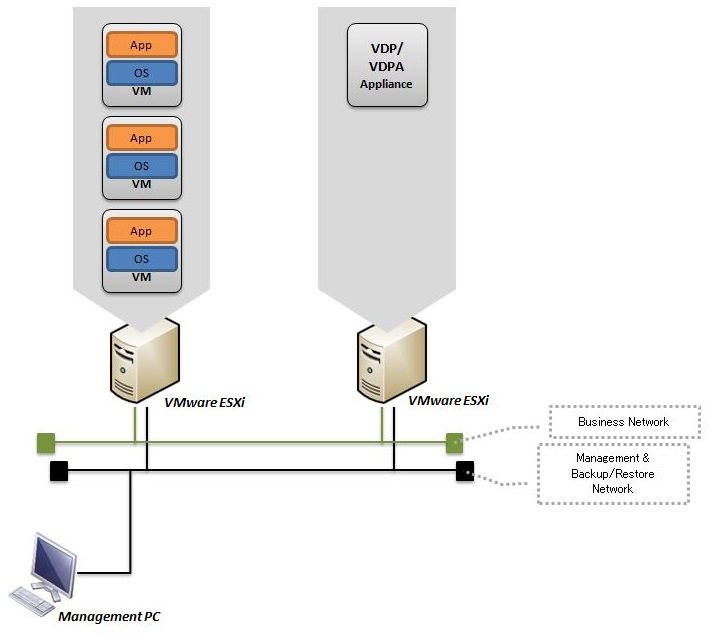 App
OS
VM
App
OS
VM
App
OS
VM
VDP/
VDPA
Appliance
VMware ESXi
VMware ESXi
Business Network
Management &
Backup/Restore
Network
Management PC